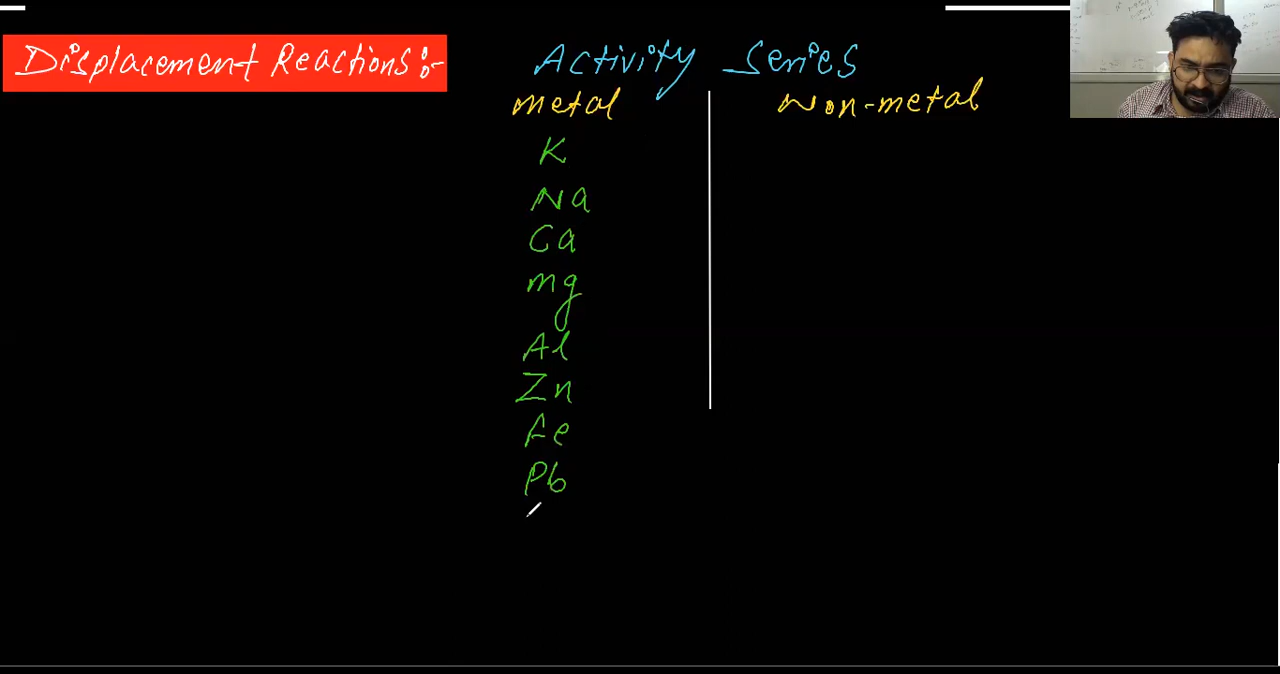 Displacement Reactions:-
Activity Series
Metal
Non-metal
K
Na
Ca
Mg
Al
Zn
Fe
Pb